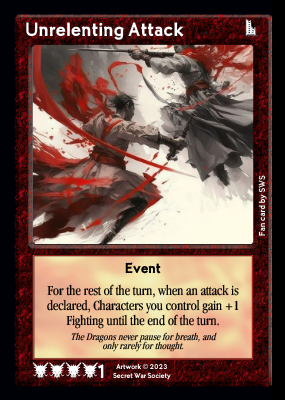 Unrelenting Attack
Fan card by SWS
Event
For the rest of the turn, when an attack is
declared, Characters you control gain +1
Fighting until the end of the turn.
The Dragons never pause for breath, and
only rarely for thought.
1
Artwork © 2023
Secret War Society